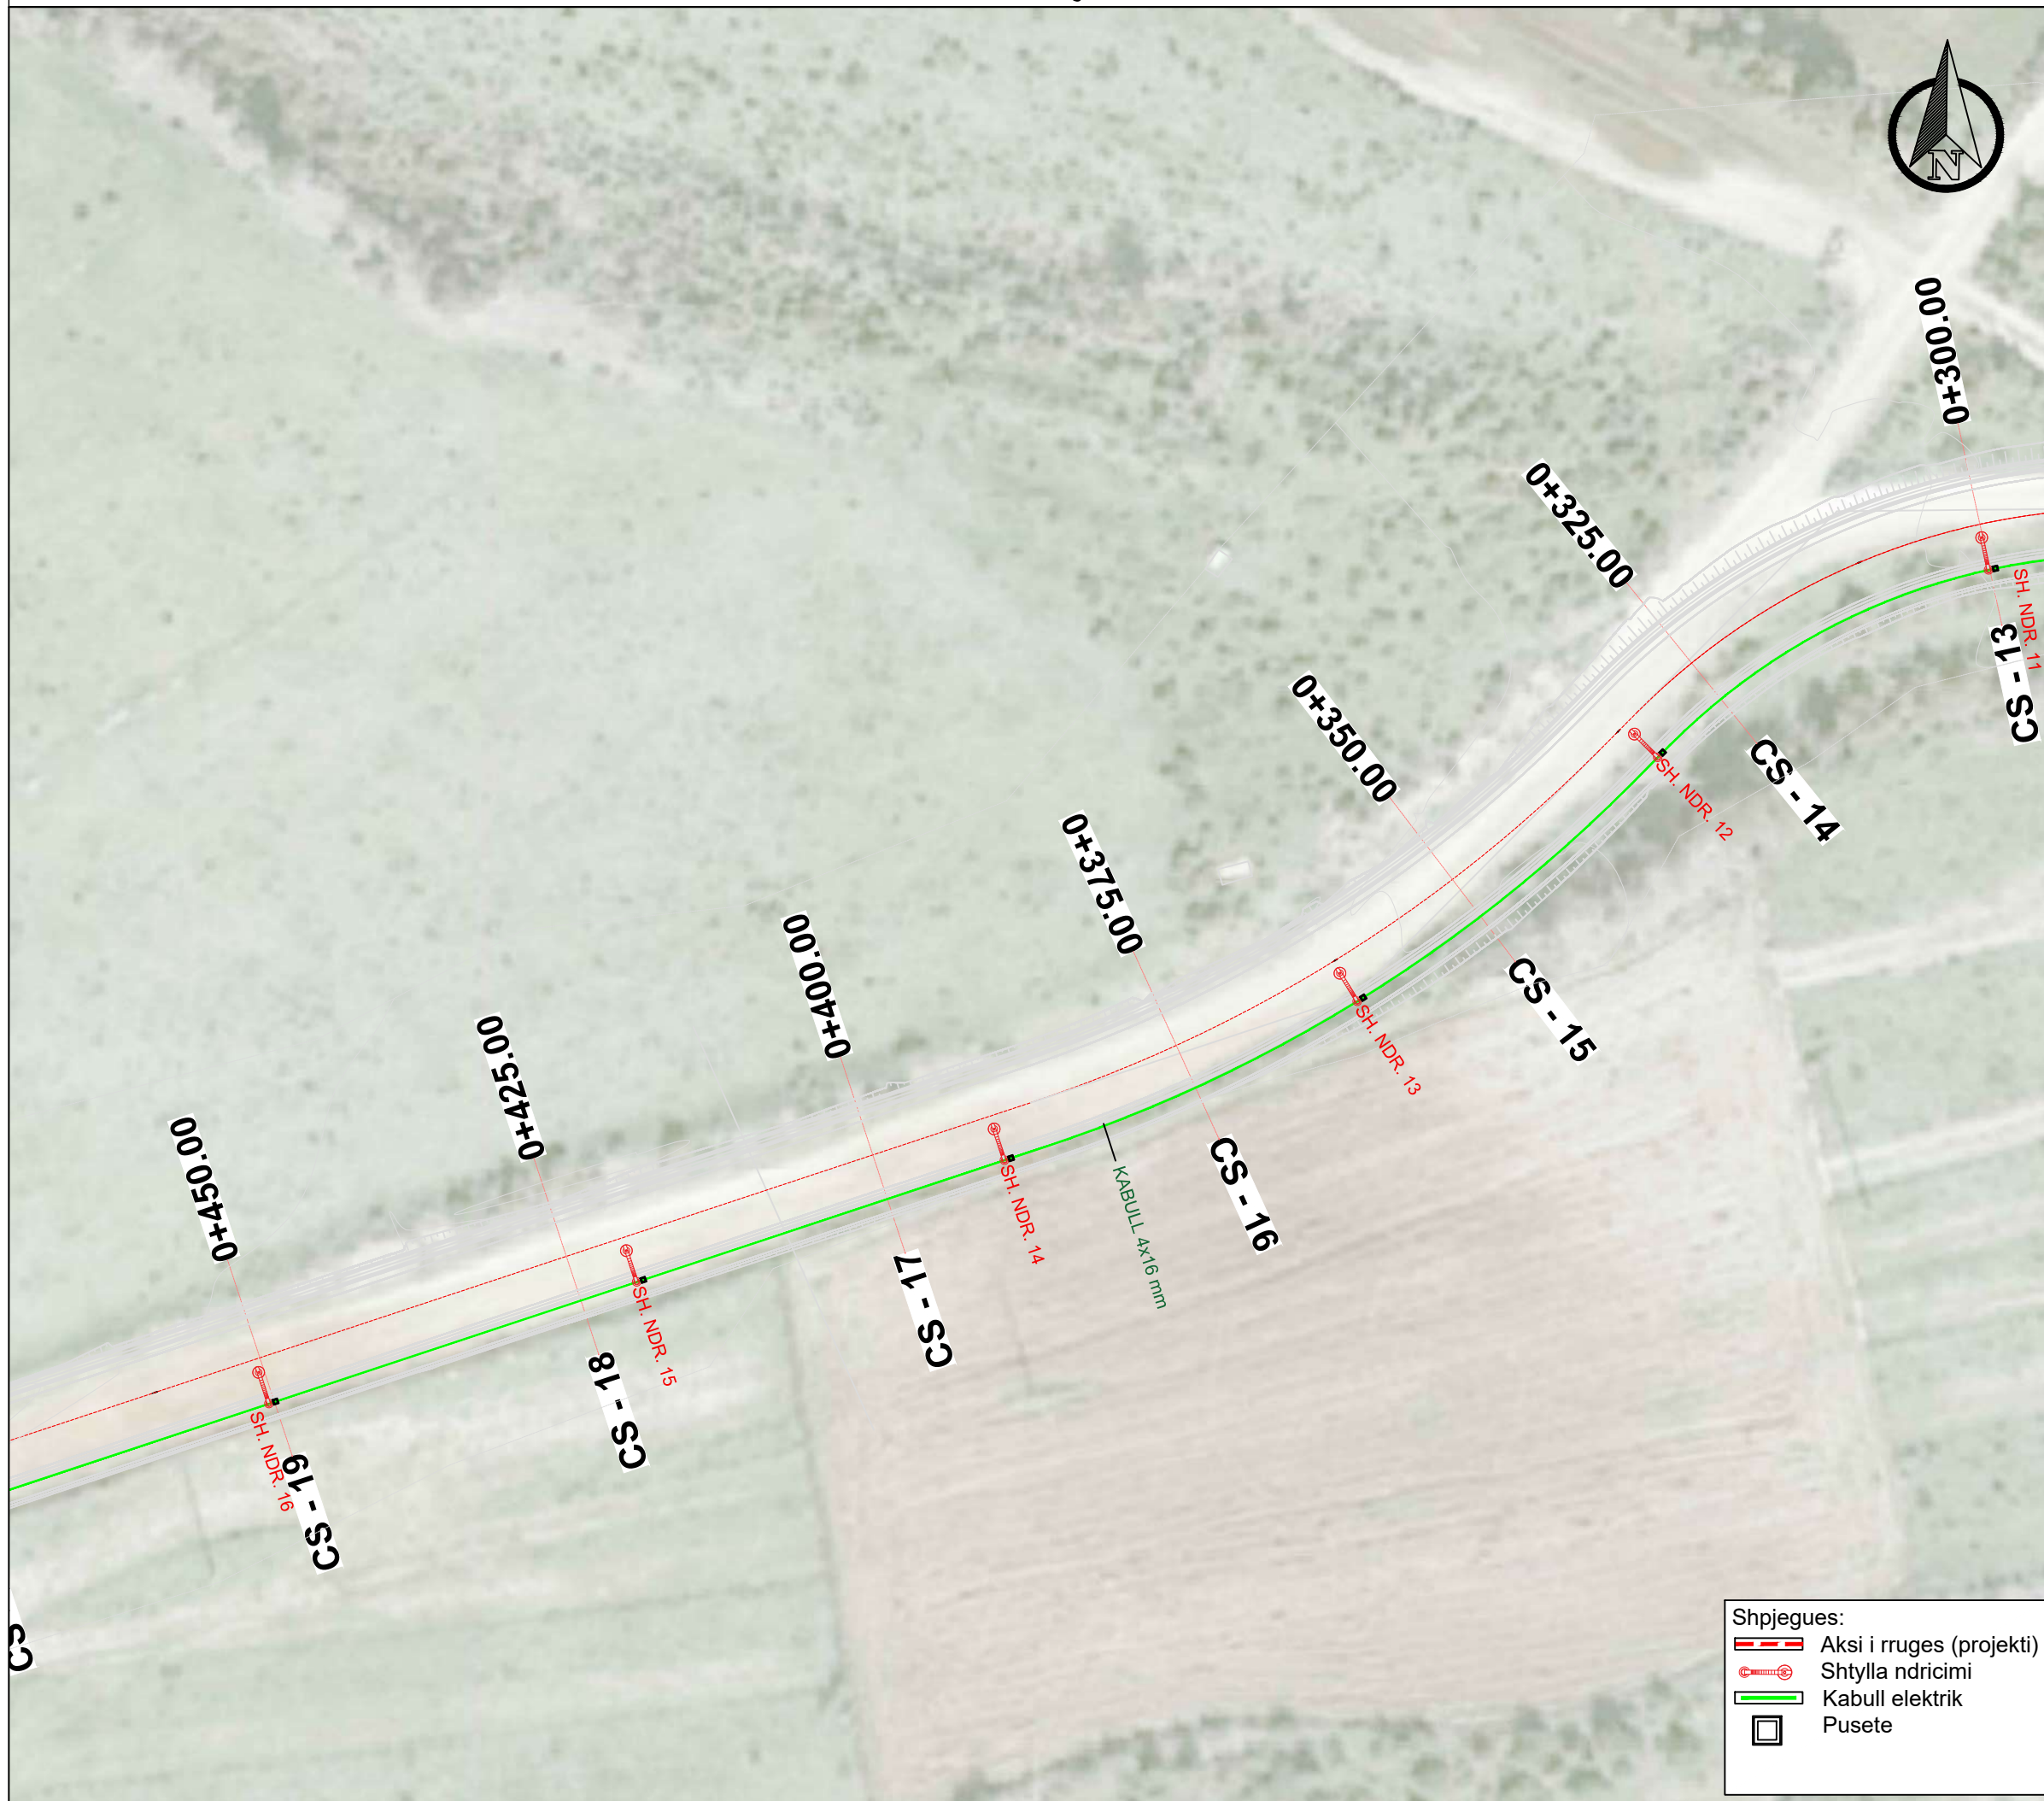 N
0+300.00
0+325.00
SH. NDR. 11
CS - 13
0+350.00
SH. NDR. 12
CS - 14
0+375.00
0+400.00
CS - 15
SH. NDR. 13
0+425.00
0+450.00
SH. NDR. 14
KABULL 4x16 mm
CS - 16
CS - 17
SH. NDR. 15
CS - 18
SH. NDR. 16
CS - 19
CS
Shpjegues:
Aksi i rruges (projekti)
Shtylla ndricimi
Kabull elektrik
Pusete